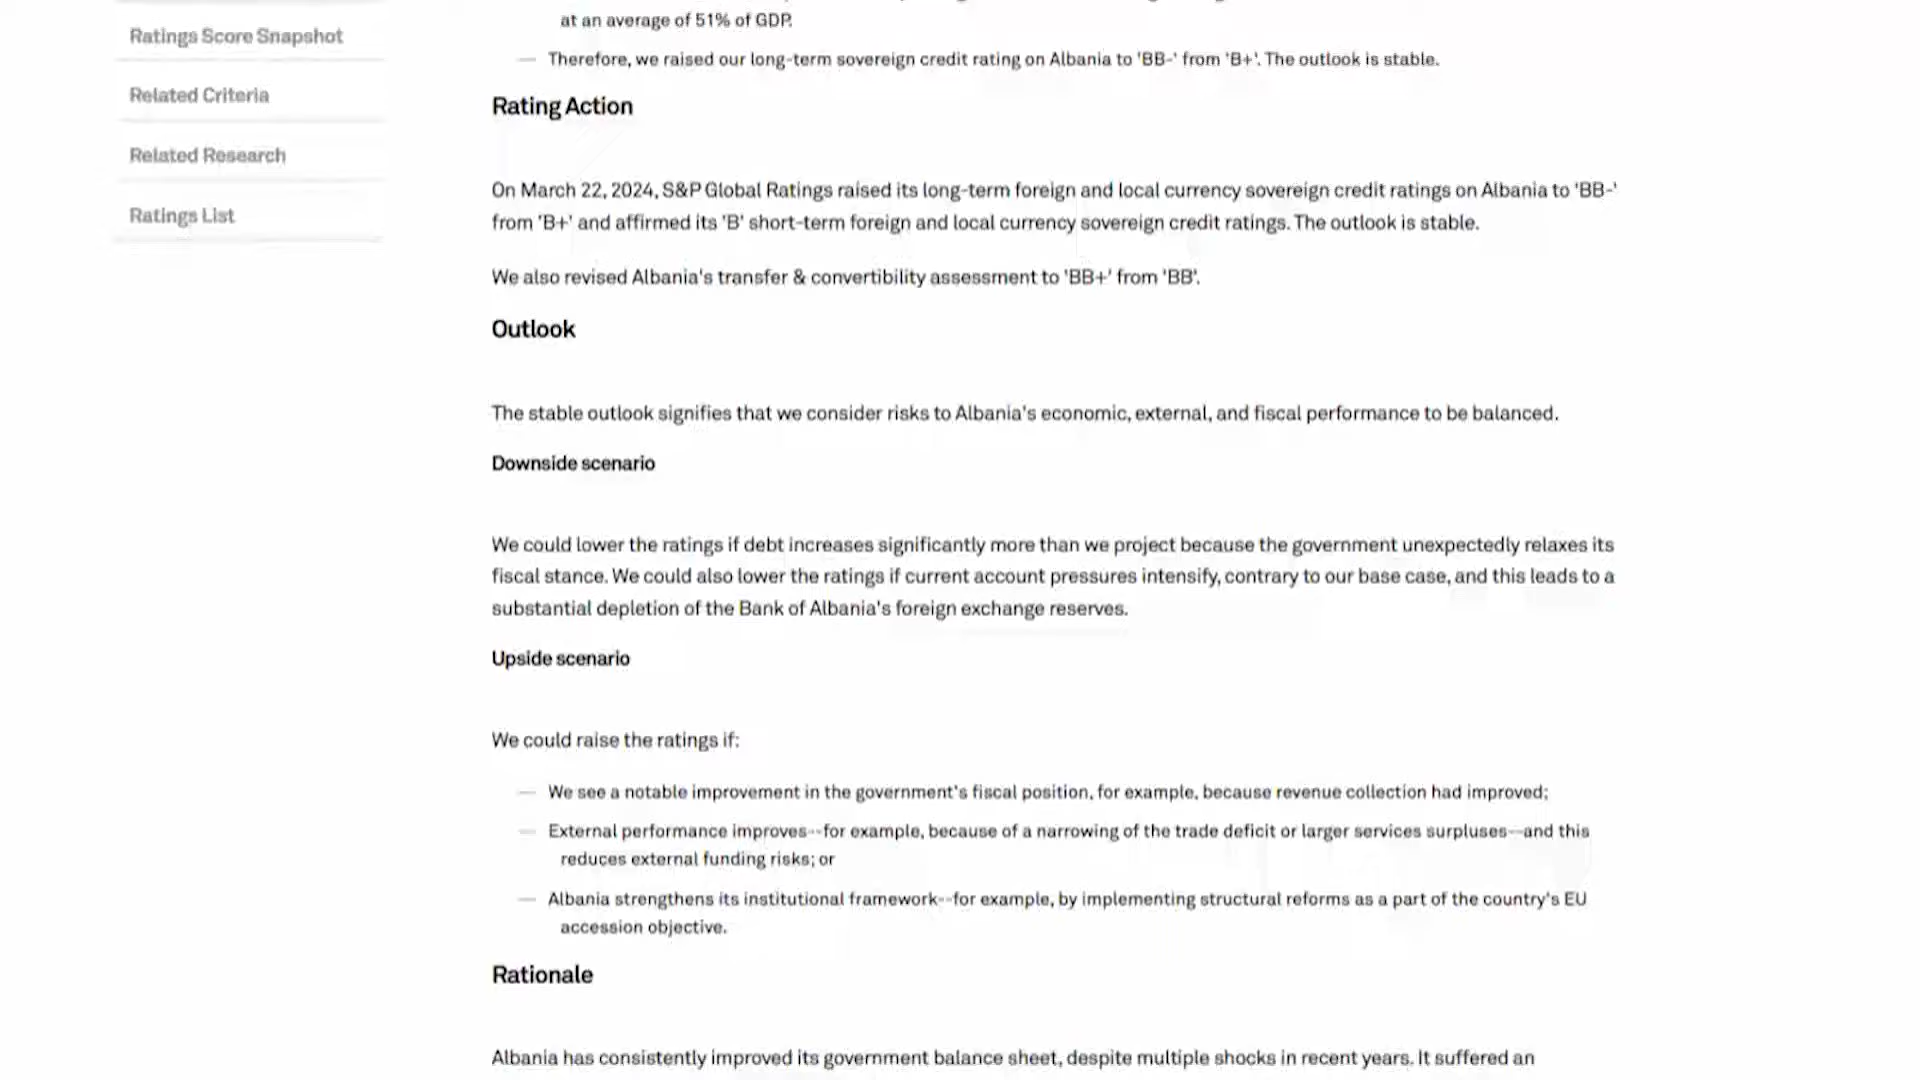 Ratings Score Snapshot
Related Criteria
Related Research
Ratings List
at an average of 51% of GDP.
— Therefore, we raised our long-term sovereign credit rating on Albania to 'BB-' from 'B+'. The outlook is stable.
Rating Action
On March 22, 2024, S&P Global Ratings raised its long-term foreign and local currency sovereign credit ratings on Albania to 'BB-'
from 'B+' and affirmed its 'B' short-term foreign and local currency sovereign credit ratings. The outlook is stable.
We also revised Albania's transfer & convertibility assessment to 'BB+' from 'BB'.
Outlook
The stable outlook signifies that we consider risks to Albania's economic, external, and fiscal performance to be balanced.
Downside scenario
We could lower the ratings if debt increases significantly more than we project because the government unexpectedly relaxes its
fiscal stance. We could also lower the ratings if current account pressures intensify, contrary to our base case, and this leads to a
substantial depletion of the Bank of Albania's foreign exchange reserves.
Upside scenario
We could raise the ratings if:
— We see a notable improvement in the government's fiscal position, for example, because revenue collection had improved;
— External performance improves--for example, because of a narrowing of the trade deficit or larger services surpluses--and this
reduces external funding risks; or
— Albania strengthens its institutional framework--for example, by implementing structural reforms as a part of the country's EU
accession objective.
Rationale
Albania has consistently improved its government balance sheet, despite multiple shocks in recent years. It suffered an